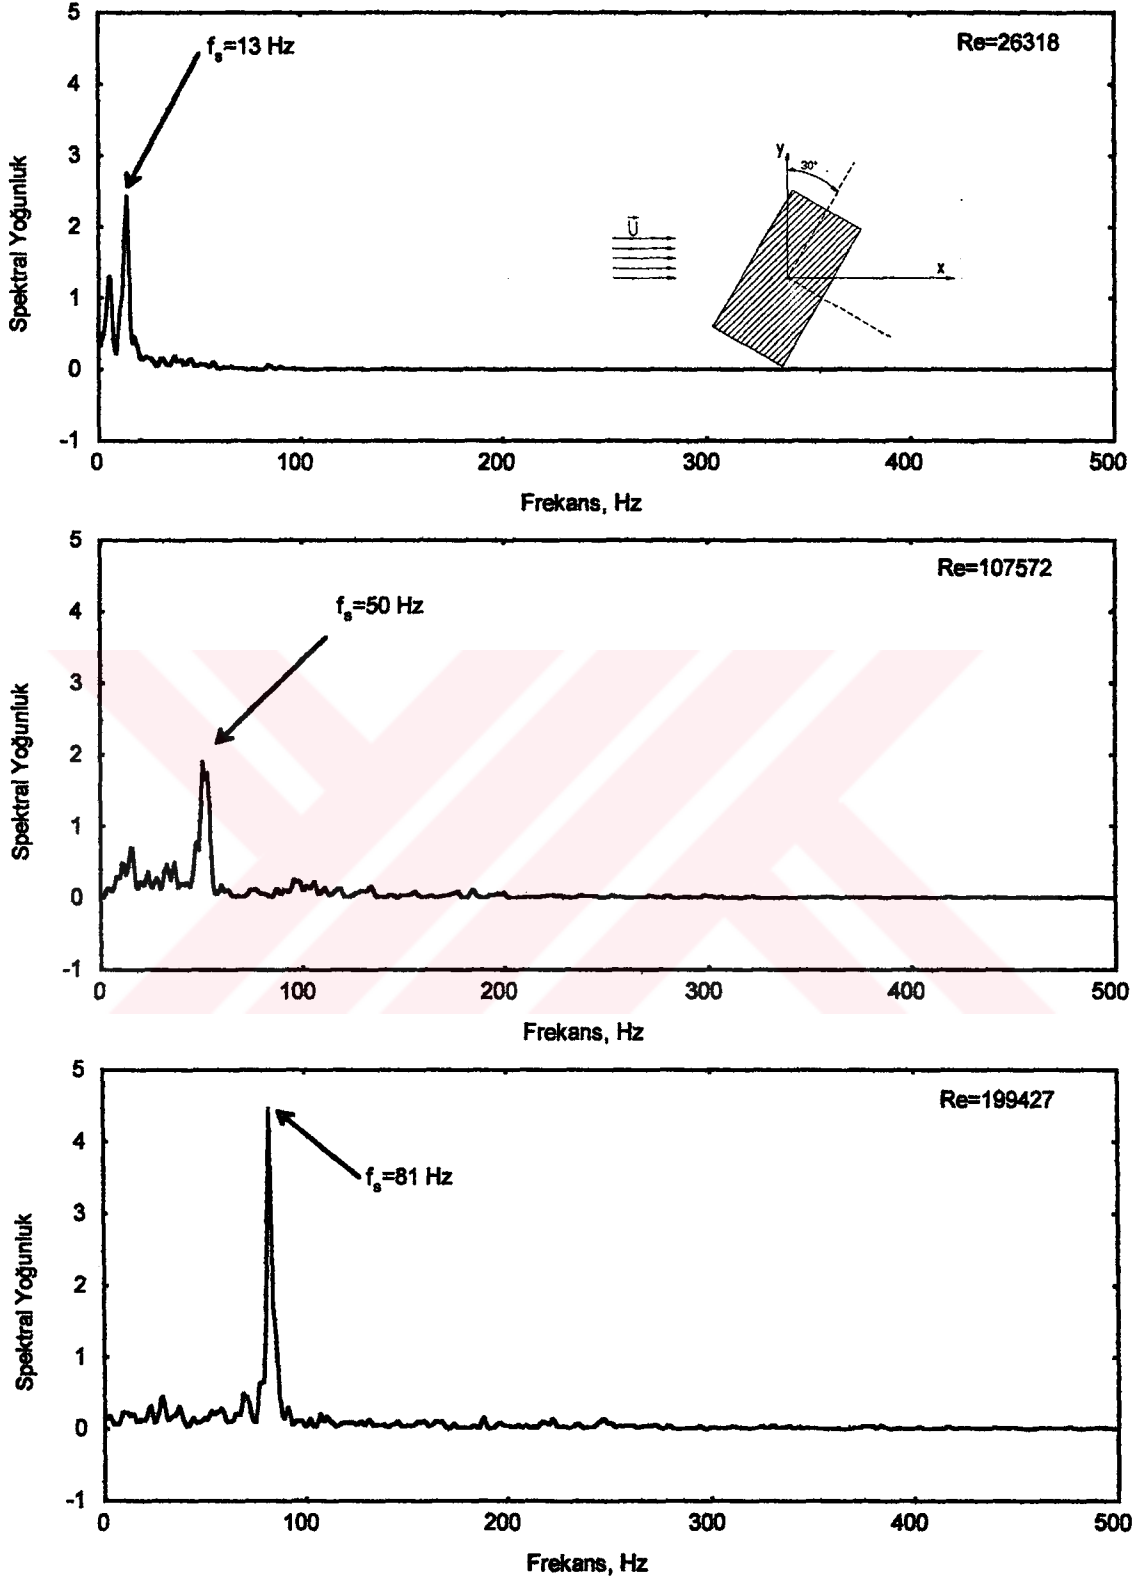 5
f_s=13 Hz
Re=26318
4
3
y
30°
2
U
1
x
0
-1
0 100 200 300 400 500
Spektral Yoğunluk
Frekans, Hz
5
Re=107572
f_s=50 Hz
4
3
2
1
0
-1
0 100 200 300 400 500
Spektral Yoğunluk
Frekans, Hz
5
Re=199427
4
f_s=81 Hz
3
2
1
0
-1
0 100 200 300 400 500
Spektral Yoğunluk
Frekans, Hz